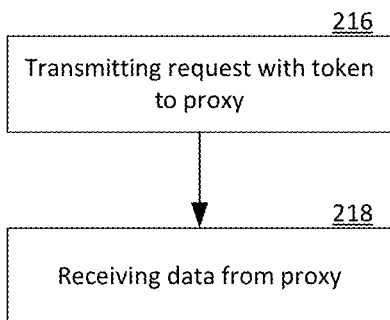 216
Transmitting request with token
to proxy
218
Receiving data from proxy